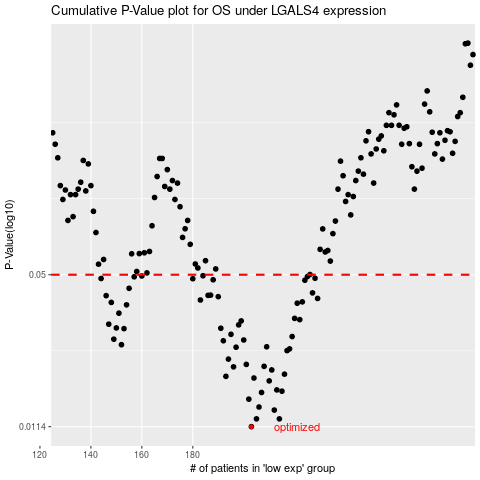 Cumulative P-Value plot for OS under LGALS4 expression
P-Value(log10)
0.05
0.0114
optimized
120 140 160 180
# of patients in 'low exp' group